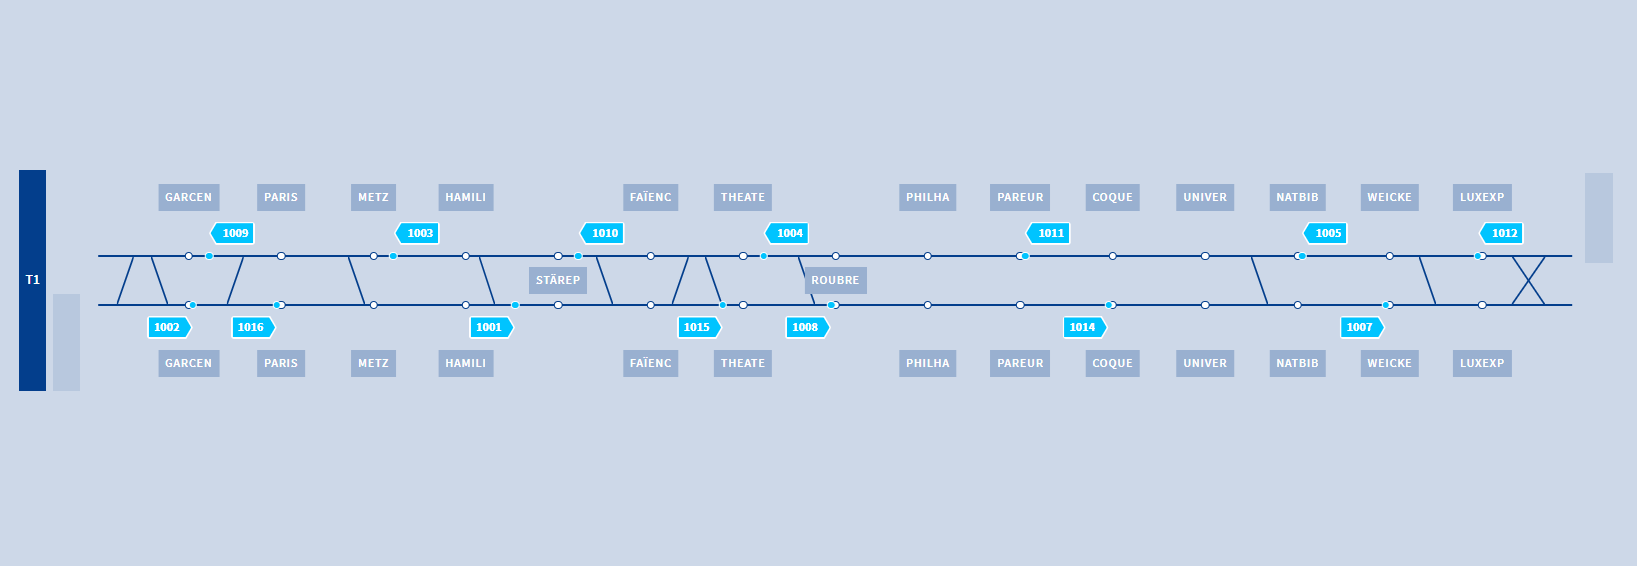 GARCEN PARIS METZ HAMILI FAÏENC THEATE PHILHA PAREUR COQUE UNIVER NATBIB WEICKE LUXEXP
1009 1003 1010 1004 1011 1005 1012
T1 STÄREP ROUBRE
1002 1016 1001 1015 1008 1014 1007
GARCEN PARIS METZ HAMILI FAÏENC THEATE PHILHA PAREUR COQUE UNIVER NATBIB WEICKE LUXEXP